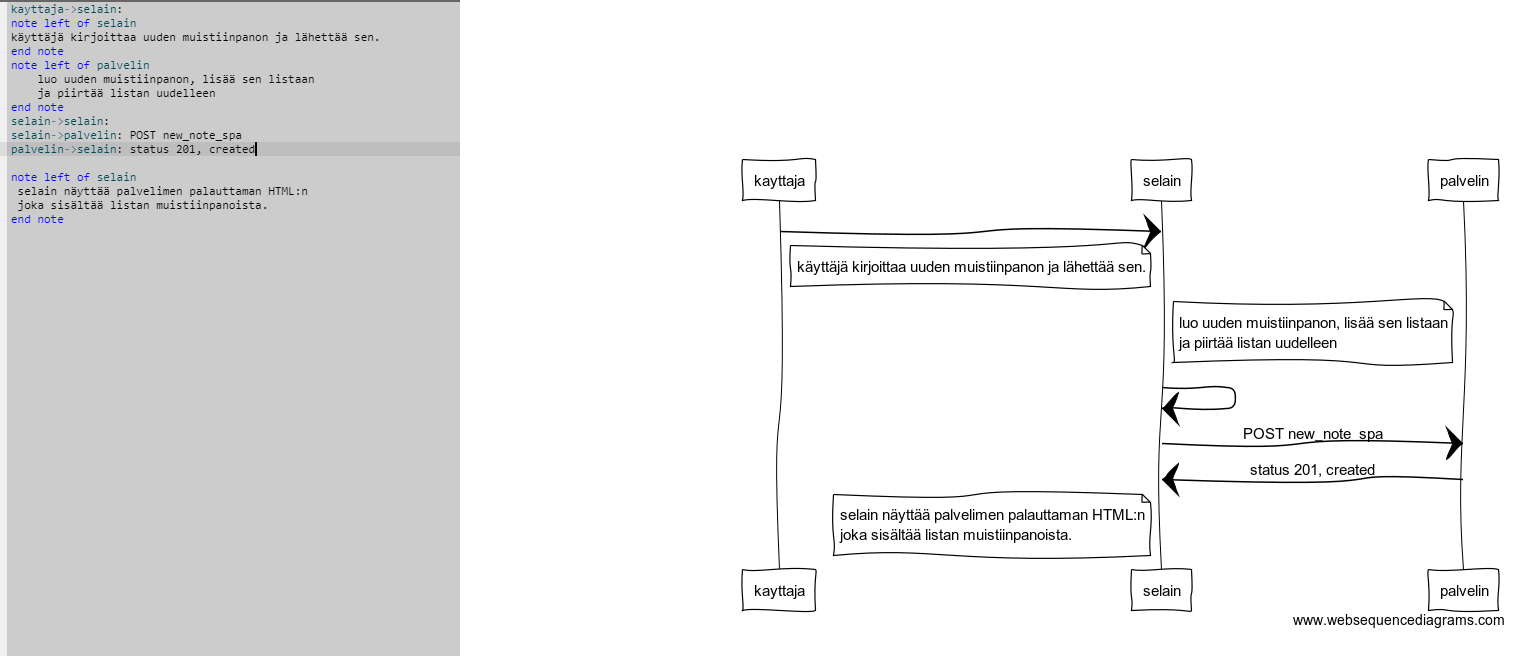 kayttaja->selain:
note left of selain
käyttäjä kirjoittaa uuden muistiinpanon ja lähettää sen.
end note
note left of palvelin
luo uuden muistiinpanon, lisää sen listaan
ja piirtää listan uudelleen
end note
selain->selain:
selain->palvelin: POST new_note_spa
palvelin->selain: status 201, created
note left of selain
selain näyttää palvelimen palauttaman HTML:n
joka sisältää listan muistiinpanoista.
end note
kayttaja
selain
palvelin
käyttäjä kirjoittaa uuden muistiinpanon ja lähettää sen.
luo uuden muistiinpanon, lisää sen listaan
ja piirtää listan uudelleen
POST new_note_spa
status 201, created
selain näyttää palvelimen palauttaman HTML:n
joka sisältää listan muistiinpanoista.
kayttaja
selain
palvelin
www.websequencediagrams.com